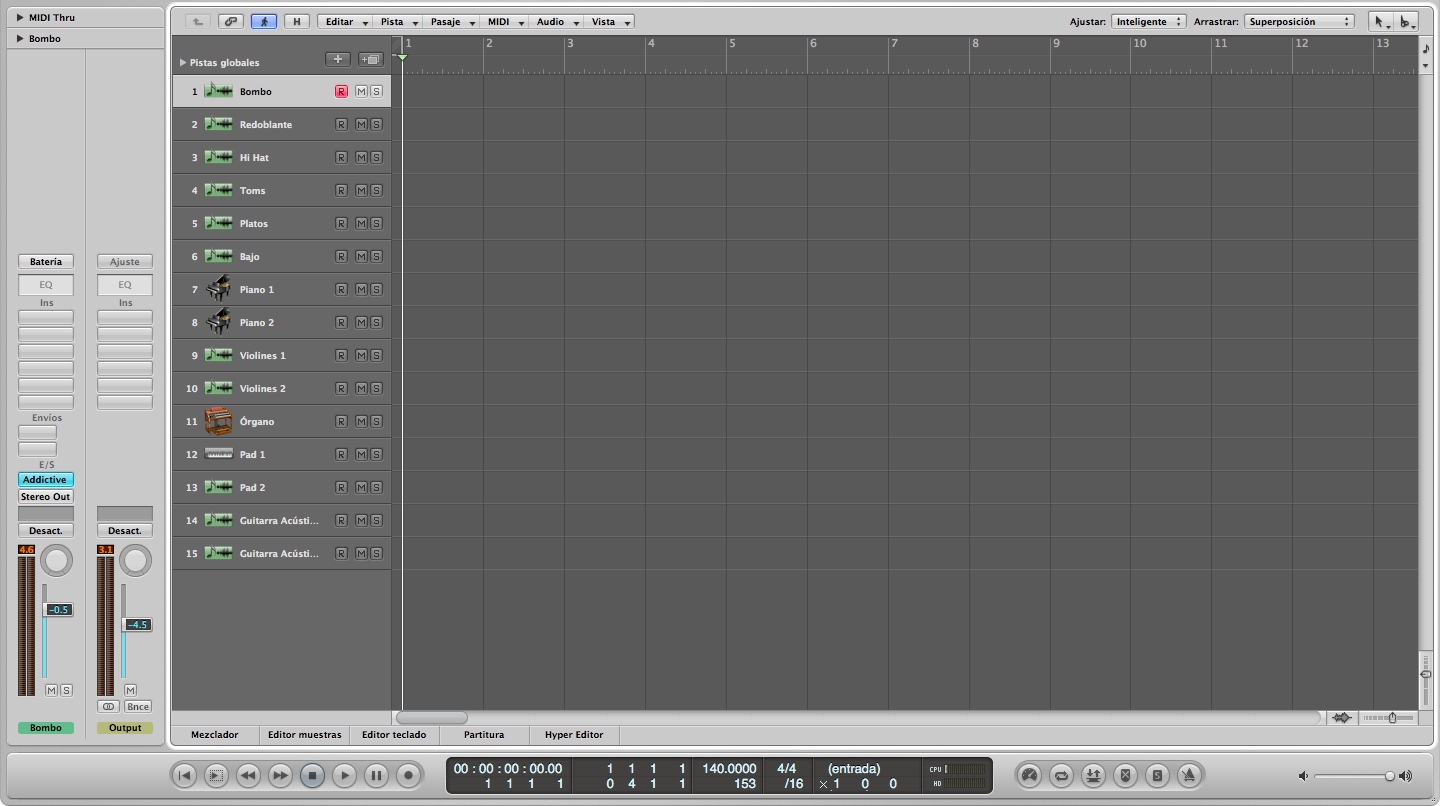 MIDI Thru
Bombo
H Editar Pista Pasaje MIDI Audio Vista Ajustar: Inteligente Arrastrar: Superposición
Pistas globales
1 2 3 4 5 6 7 8 9 10 11 12 13
1 Bombo R M S
2 Redoblante R M S
3 Hi Hat R M S
4 Toms R M S
5 Platos R M S
6 Bajo R M S
7 Piano 1 R M S
8 Piano 2 R M S
9 Violines 1 R M S
10 Violines 2 R M S
11 Órgano R M S
12 Pad 1 R M S
13 Pad 2 R M S
14 Guitarra Acústi... R M S
15 Guitarra Acústi... R M S
Batería Ajuste
EQ EQ
Ins Ins
Envíos
E/S
Addictive
Stereo Out
Desact. Desact.
4.6 3.1
-0.5
-4.5
M S M
Bnce
Bombo Output
Mezclador Editor muestras Editor teclado Partitura Hyper Editor
00 : 00 : 00 : 00.00 1 1 1 1 140.0000 4/4 (entrada) CPU
1 1 1 1 0 4 1 1 153 /16 1 0 0 HD
S